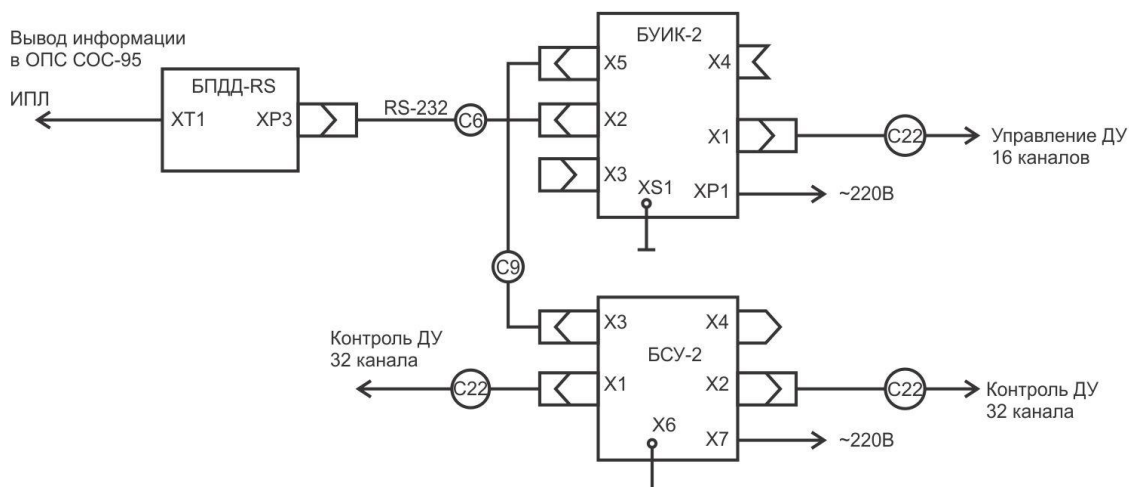 Вывод информации
в ОПС СОС-95
ИПЛ
БПДД-RS
XT1
XP3
RS-232
C6
БУИК-2
X5
X4
X2
X1
X3
XS1
XP1
C22
Управление ДУ
16 каналов
~220В
C9
X3
X4
БСУ-2
X1
X2
X6
X7
Контроль ДУ
32 канала
C22
C22
Контроль ДУ
32 канала
~220В